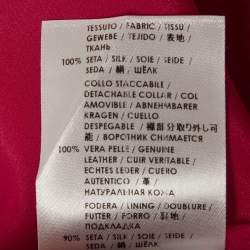 TESSUTO / FABRIC / TISSU /
GEWEBE / TEJIDO / 表地 /
ТКАНЬ
100% SETA / SILK / SOIE / SEIDE /
SEDA / 絹 / ШЁЛК
COLLO STACCABILE /
DETACHABLE COLLAR / COL
AMOVIBLE / ABNEHMBARER
KRAGEN / CUELLO
DESPEGABLE / 襟部分取り外し可
能 / ВОРОТНИК СНИМАЕТСЯ
100% VERA PELLE / GENUINE
LEATHER / CUIR VERITABLE /
ECHTES LEDER / CUERO
AUTENTICO / 革 /
НАТУРАЛЬНАЯ КОЖА
FODERA / LINING / DOUBLURE /
FUTTER / FORRO / 裏地 /
ПОДКЛАДКА
90% SETA / SILK / SOIE / SEIDE /